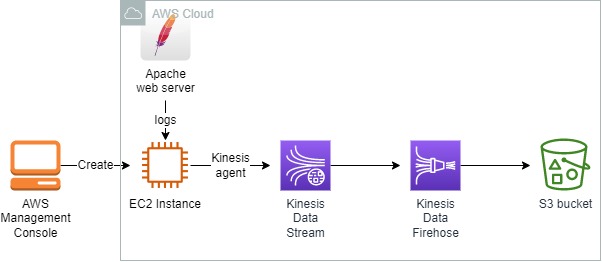 AWS Cloud
Apache
web server
logs
Create
Kinesis
agent
AWS
Management
Console
EC2 Instance
Kinesis
Data
Stream
Kinesis
Data
Firehose
S3 bucket